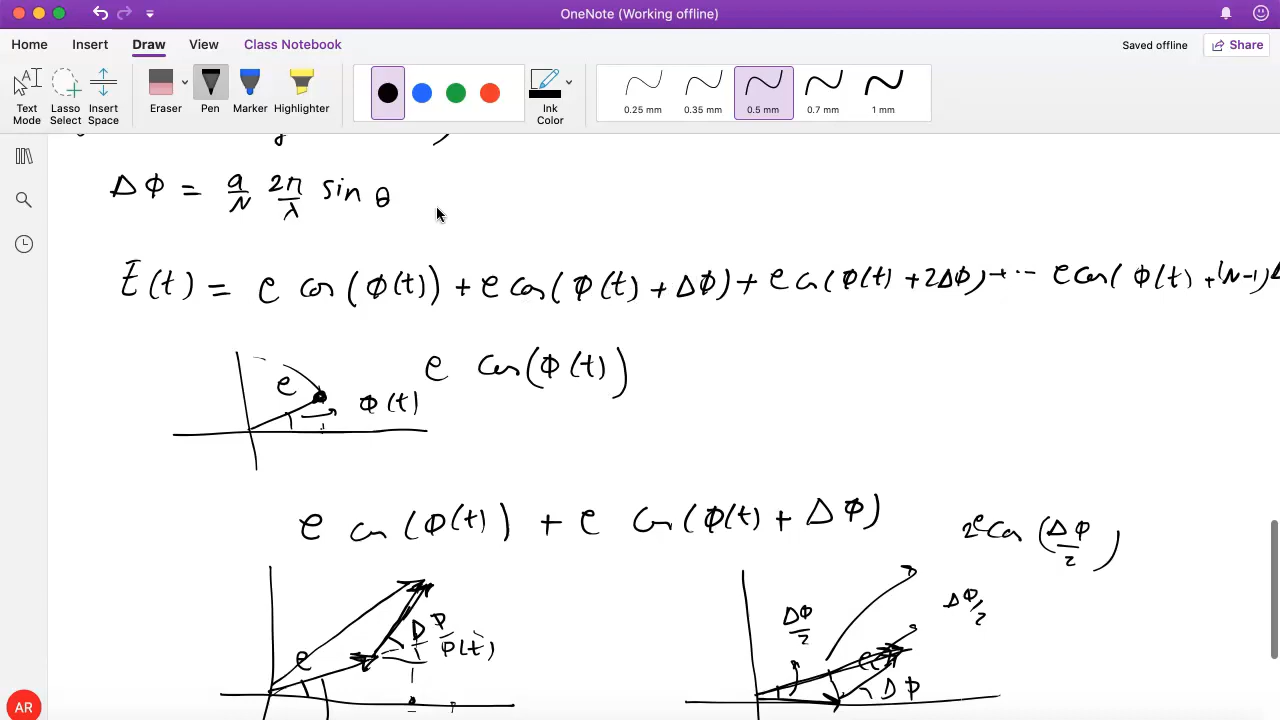 OneNote (Working offline)
Home Insert Draw View Class Notebook
Saved offline Share
Text Mode
Lasso Select
Insert Space
Eraser
Pen
Marker
Highlighter
Ink Color
0.25 mm
0.35 mm
0.5 mm
0.7 mm
1 mm
Δφ = a/N 2π/λ sin θ
E(t) = e cos(φ(t)) + e cos(φ(t) + Δφ) + e cos(φ(t) + 2Δφ) + ... e cos(φ(t) + (N-1)Δ
e cos(φ(t))
e
φ(t)
e cos(φ(t)) + e cos(φ(t) + Δφ)
2e cos(Δφ/2)
e
Δφ
φ(t)
Δφ/2
Δφ/2
Δφ
AR